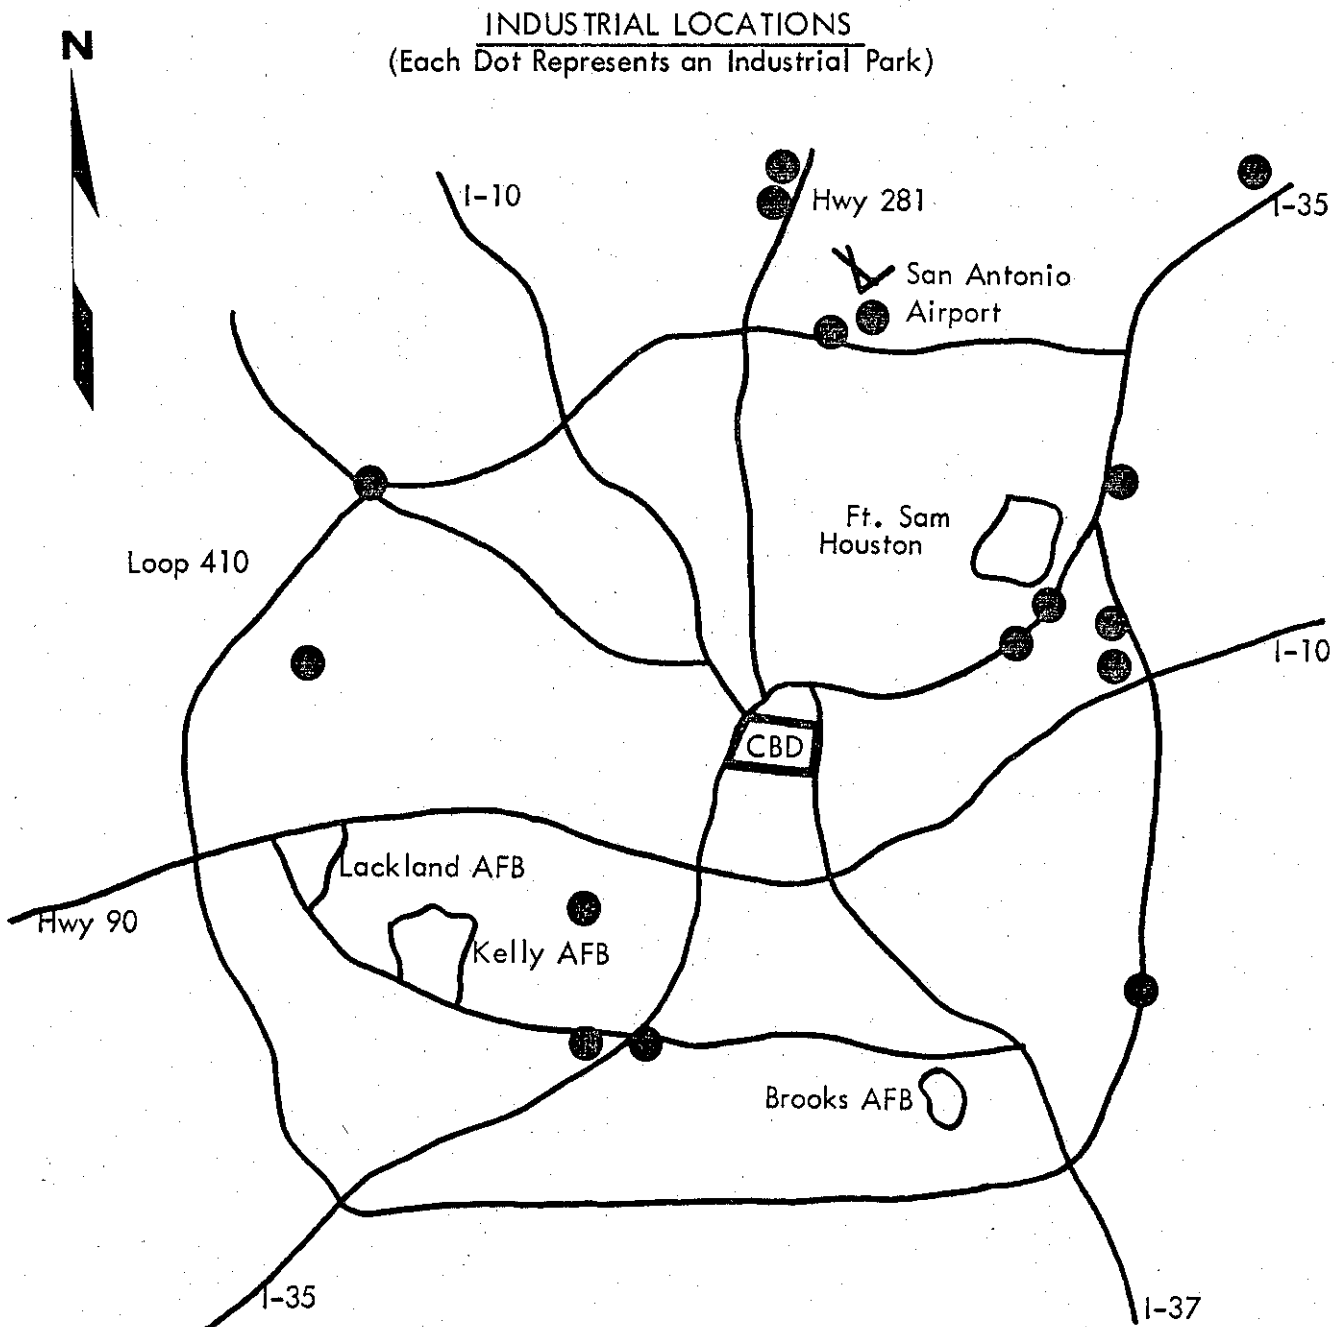 INDUSTRIAL LOCATIONS
(Each Dot Represents an Industrial Park)
N
I-10
Hwy 281
I-35
San Antonio
Airport
Ft. Sam
Houston
Loop 410
I-10
CBD
Lackland AFB
Hwy 90
Kelly AFB
Brooks AFB
I-35
I-37